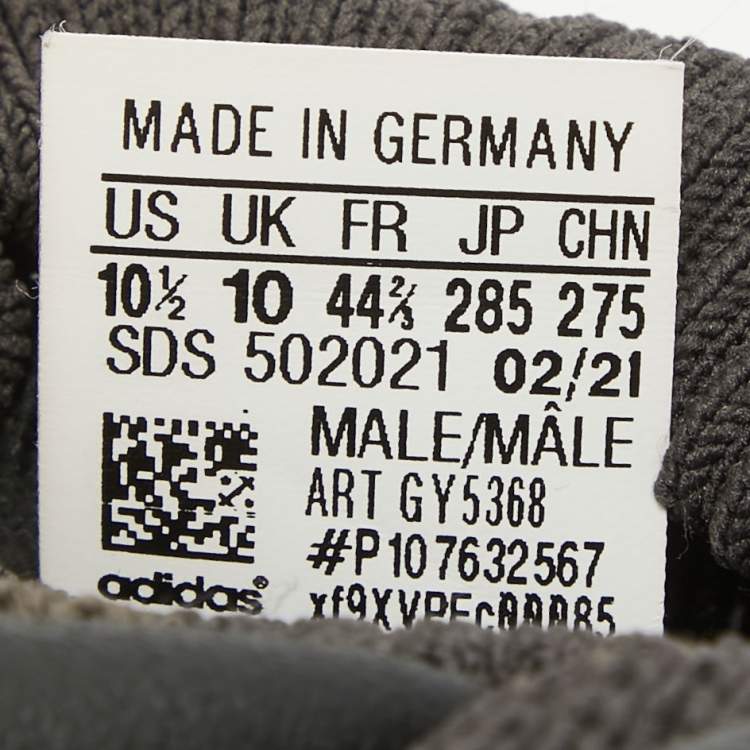 MADE IN GERMANY
US UK FR JP CHN
10½ 10 44⅔ 285 275
SDS 502021 02/21
MALE/MÂLE
ART GY5368
#P107632567
adidas®